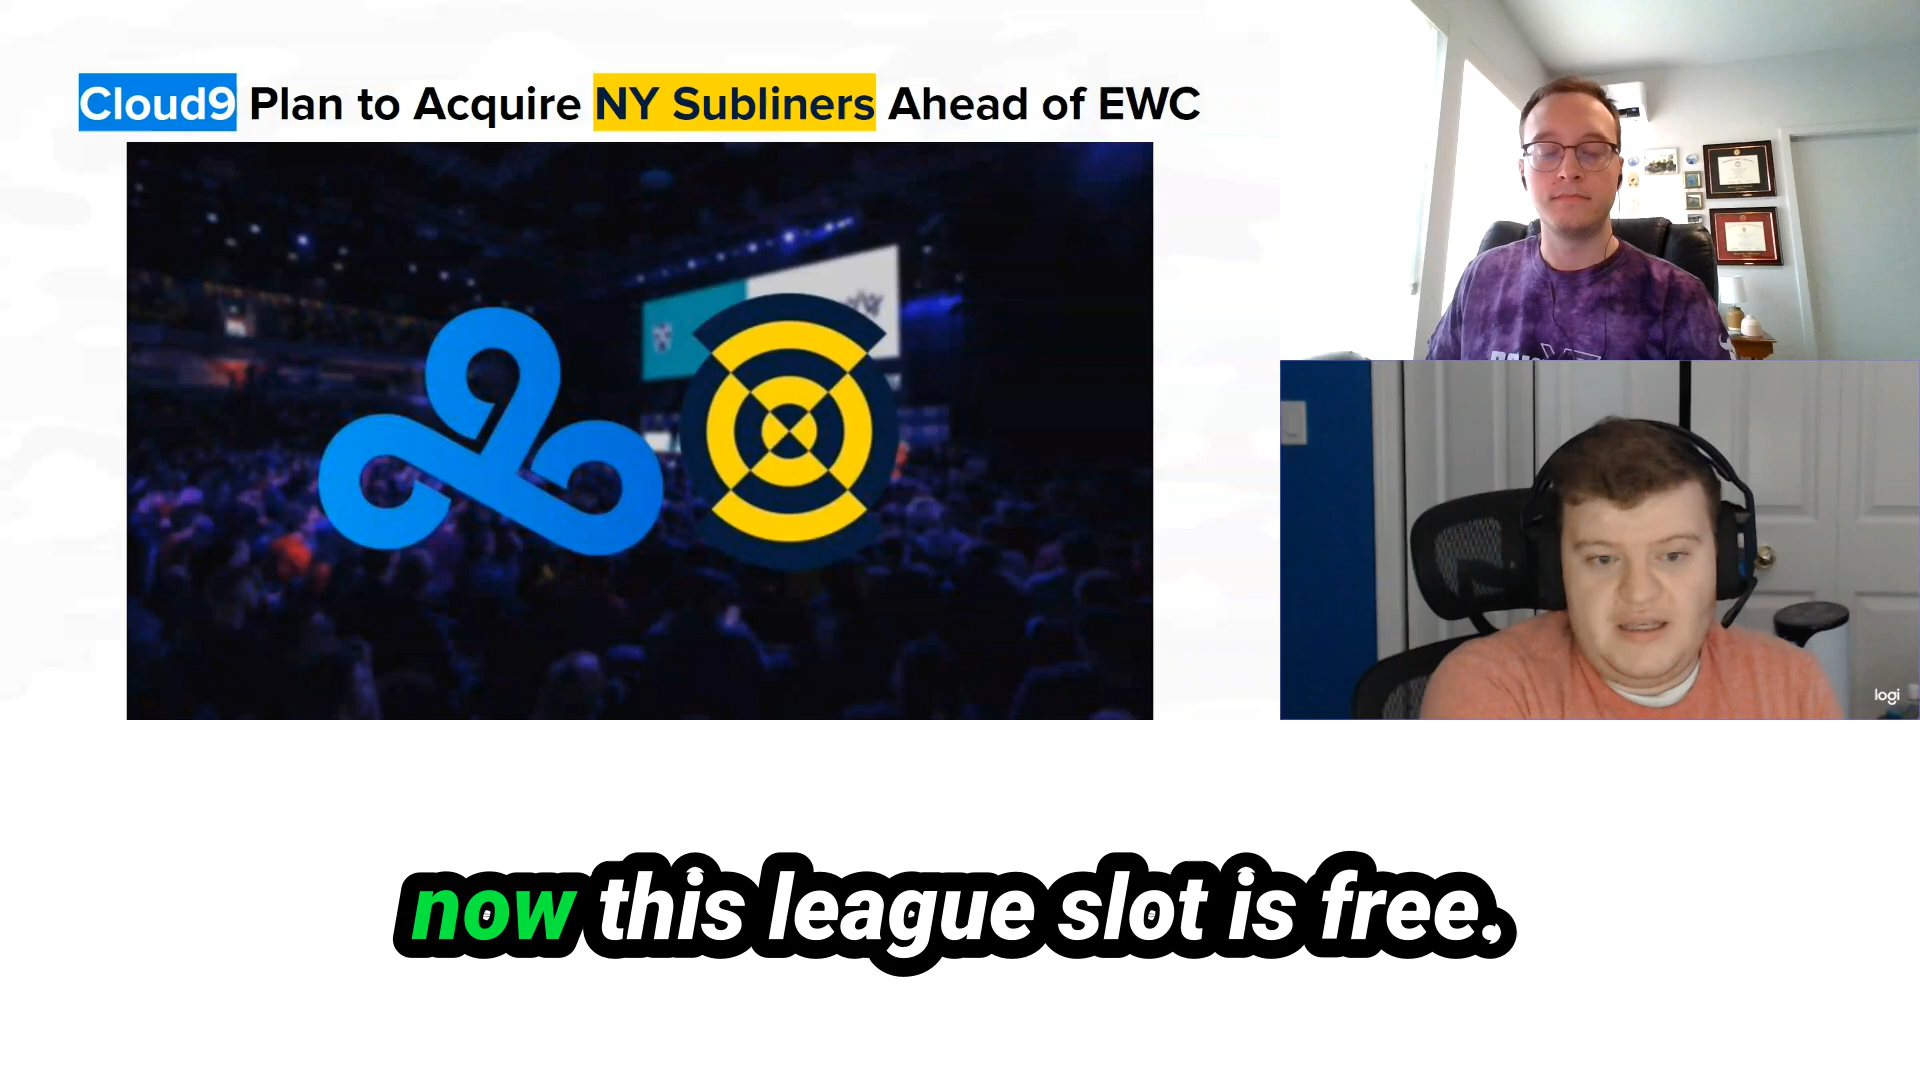 Cloud9 Plan to Acquire NY Subliners Ahead of EWC
logi
now this league slot is free,